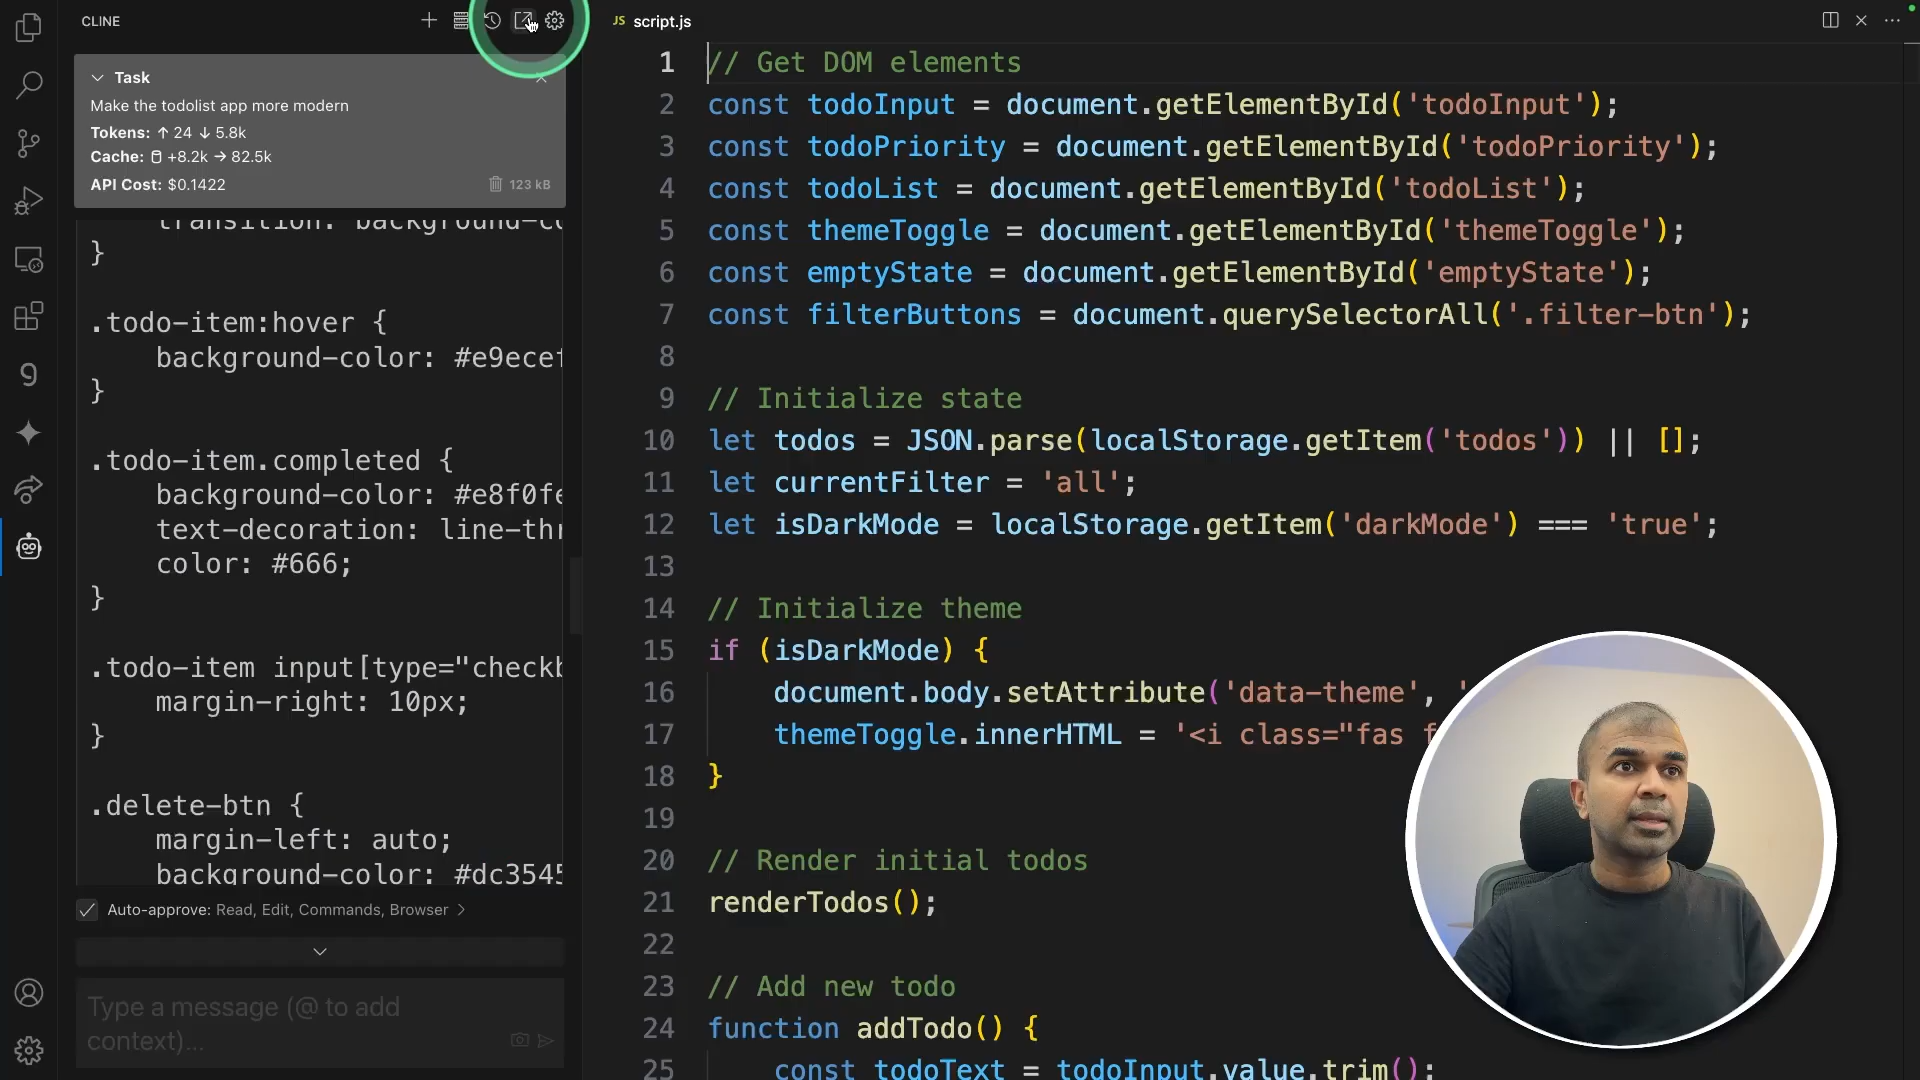 CLINE
Task
Make the todolist app more modern
Tokens: ↑ 24 ↓ 5.8k
Cache: +8.2k → 82.5k
API Cost: $0.1422
123 kB
transition: background-co
}
.todo-item:hover {
background-color: #e9ecef
}
.todo-item.completed {
background-color: #e8f0fe
text-decoration: line-thr
color: #666;
}
.todo-item input[type="checkb
margin-right: 10px;
}
.delete-btn {
margin-left: auto;
background-color: #dc3545
Auto-approve: Read, Edit, Commands, Browser >
Type a message (@ to add
context)...
JS script.js
1 // Get DOM elements
2 const todoInput = document.getElementById('todoInput');
3 const todoPriority = document.getElementById('todoPriority');
4 const todoList = document.getElementById('todoList');
5 const themeToggle = document.getElementById('themeToggle');
6 const emptyState = document.getElementById('emptyState');
7 const filterButtons = document.querySelectorAll('.filter-btn');
8
9 // Initialize state
10 let todos = JSON.parse(localStorage.getItem('todos')) || [];
11 let currentFilter = 'all';
12 let isDarkMode = localStorage.getItem('darkMode') === 'true';
13
14 // Initialize theme
15 if (isDarkMode) {
16 document.body.setAttribute('data-theme', '
17 themeToggle.innerHTML = '<i class="fas f
18 }
19
20 // Render initial todos
21 renderTodos();
22
23 // Add new todo
24 function addTodo() {
25 const todoText = todoInput.value.trim();